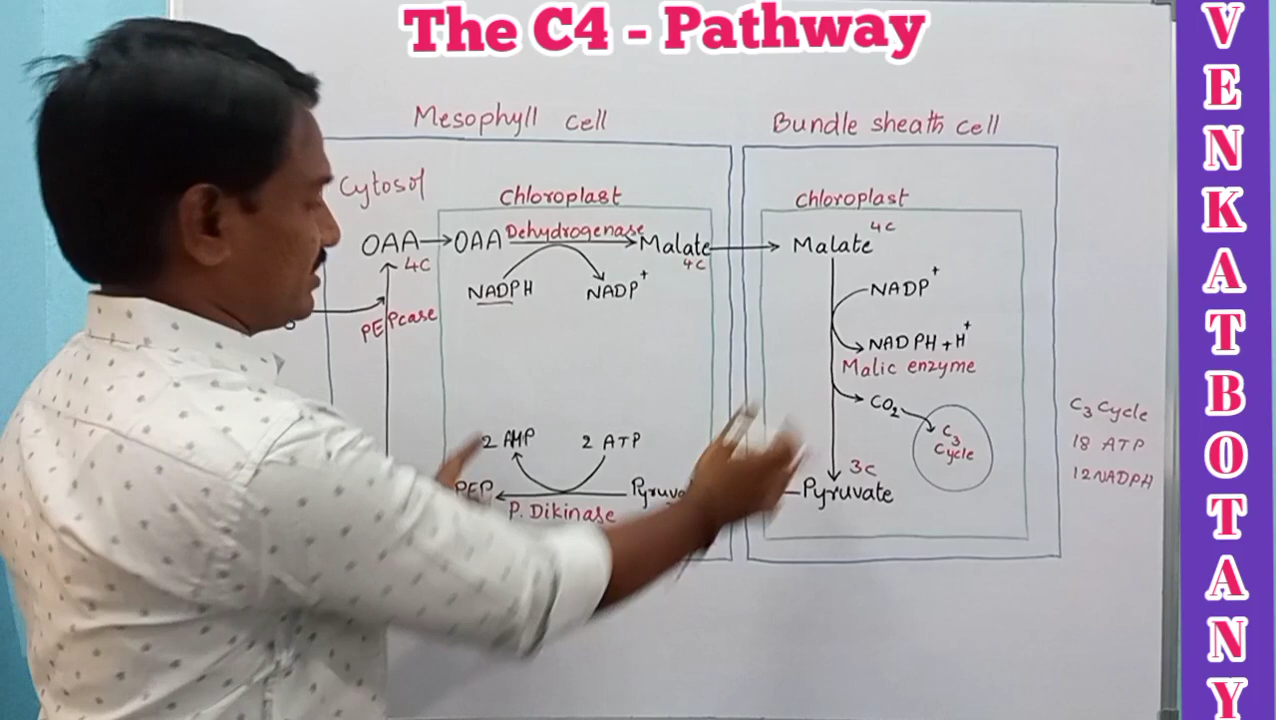 The C4 - Pathway
Mesophyll cell
Bundle sheath cell
Cytosol
Chloroplast
Chloroplast
OAA
4C
OAA
Dehydrogenase
Malate
4C
Malate
4C
NADPH
NADP+
NADP+
PEPcase
NADPH + H+
Malic enzyme
CO2
C3 Cycle
C3 Cycle
18 ATP
12 NADPH
2 AMP
2 ATP
PEP
P. Dikinase
3C
Pyruvate
VENKATBOTANY